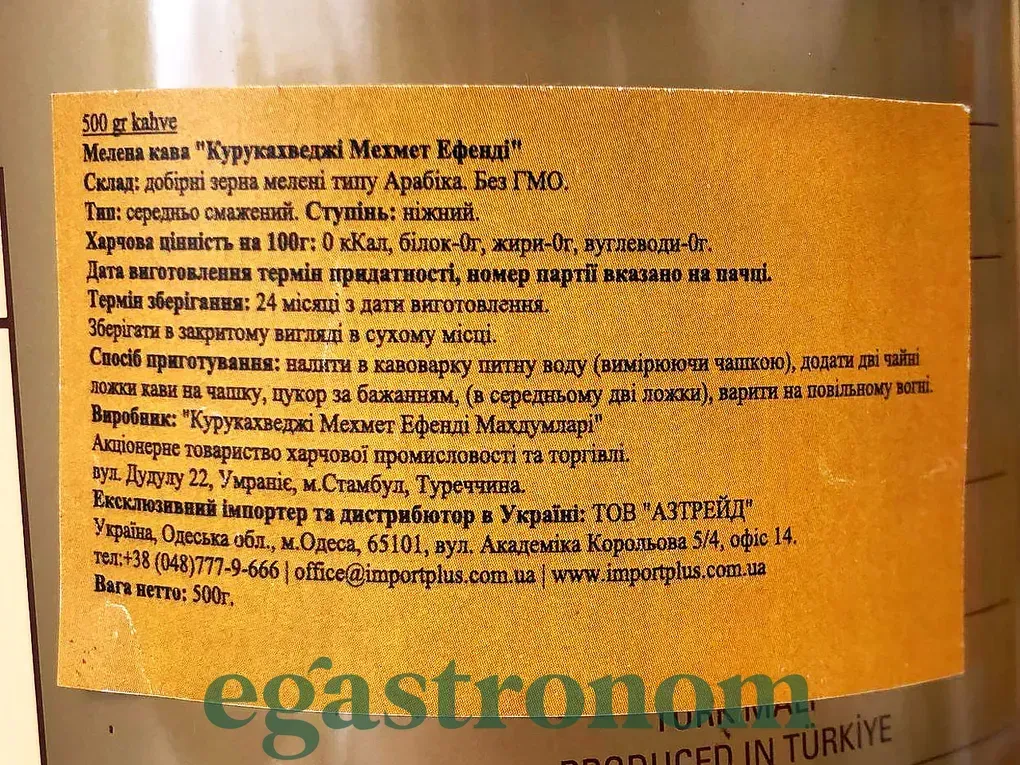 500 gr kahve
Мелена кава "Курукахведжі Мехмет Ефенді"
Склад: добірні зерна мелені типу Арабіка. Без ГМО.
Тип: середньо смажений. Ступінь: ніжний.
Харчова цінність на 100г: 0 кКал, білок-0г, жири-0г, вуглеводи-0г.
Дата виготовлення термін придатності, номер партії вказано на пачці.
Термін зберігання: 24 місяці з дати виготовлення.
Зберігати в закритому вигляді в сухому місці.
Спосіб приготування: налити в кавоварку питну воду (вимірюючи чашкою), додати дві чайні
ложки кави на чашку, цукор за бажанням, (в середньому дві ложки), варити на повільному вогні.
Виробник: "Курукахведжі Мехмет Ефенді Махдумларі"
Акціонерне товариство харчової промисловості та торгівлі.
вул. Дудулу 22, Умраніє, м.Стамбул, Туреччина.
Ексклюзивний імпортер та дистрибютор в Україні: ТОВ "АЗТРЕЙД"
Україна, Одеська обл., м.Одеса, 65101, вул. Академіка Корольова 5/4, офіс 14.
тел:+38 (048)777-9-666 | office@importplus.com.ua | www.importplus.com.ua
Вага нетто: 500г.
egastronom
TÜRK MALI
PRODUCED IN TÜRKİYE